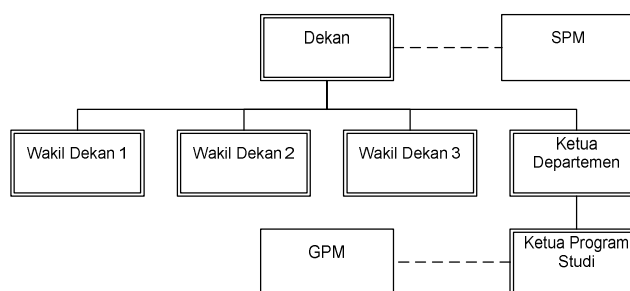 Dekan
SPM
Wakil Dekan 1
Wakil Dekan 2
Wakil Dekan 3
Ketua
Departemen
GPM
Ketua Program
Studi